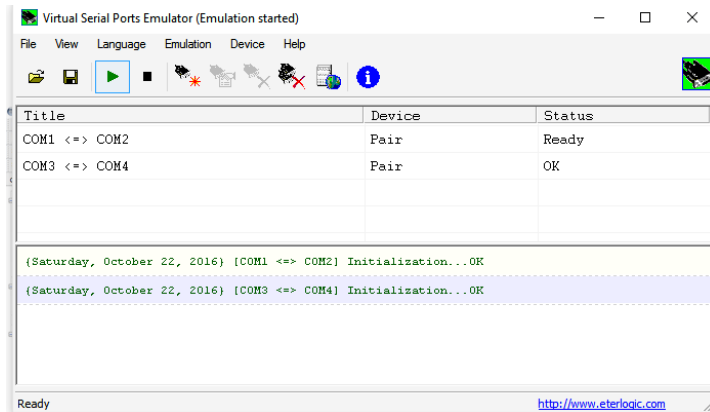 Virtual Serial Ports Emulator (Emulation started)
File View Language Emulation Device Help
Title Device Status
COM1 <=> COM2 Pair Ready
COM3 <=> COM4 Pair OK
{Saturday, October 22, 2016} [COM1 <=> COM2] Initialization...OK
{Saturday, October 22, 2016} [COM3 <=> COM4] Initialization...OK
Ready http://www.eterlogic.com